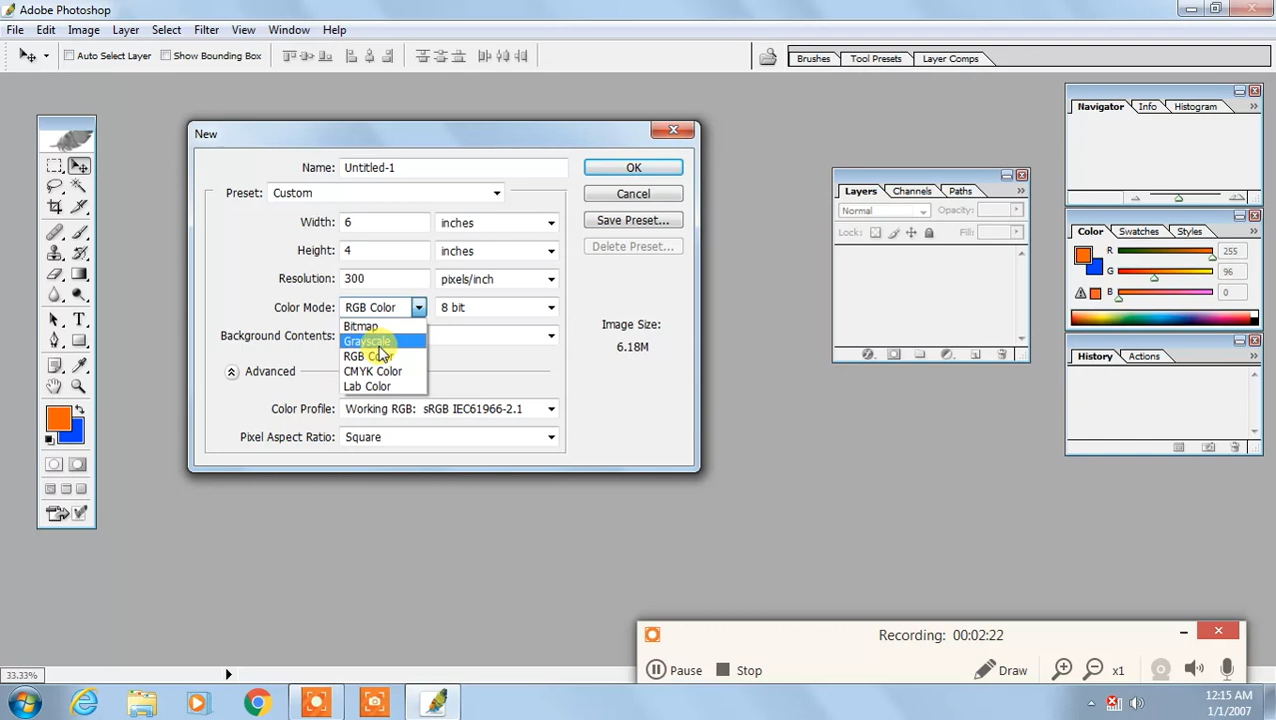 Adobe Photoshop
File Edit Image Layer Select Filter View Window Help
Auto Select Layer Show Bounding Box
Brushes Tool Presets Layer Comps
New
Name: Untitled-1
Preset: Custom
Width: 6 inches
Height: 4 inches
Resolution: 300 pixels/inch
Color Mode: RGB Color 8 bit
Bitmap
Grayscale
RGB Color
CMYK Color
Lab Color
Background Contents:
Advanced
Color Profile: Working RGB: sRGB IEC61966-2.1
Pixel Aspect Ratio: Square
OK
Cancel
Save Preset...
Delete Preset...
Image Size:
6.18M
Layers Channels Paths
Normal Opacity:
Lock: Fill:
Navigator Info Histogram
Color Swatches Styles
R 255
G 96
B 0
History Actions
T
33.33%
Recording: 00:02:22
Pause Stop Draw x1
12:15 AM
1/1/2007